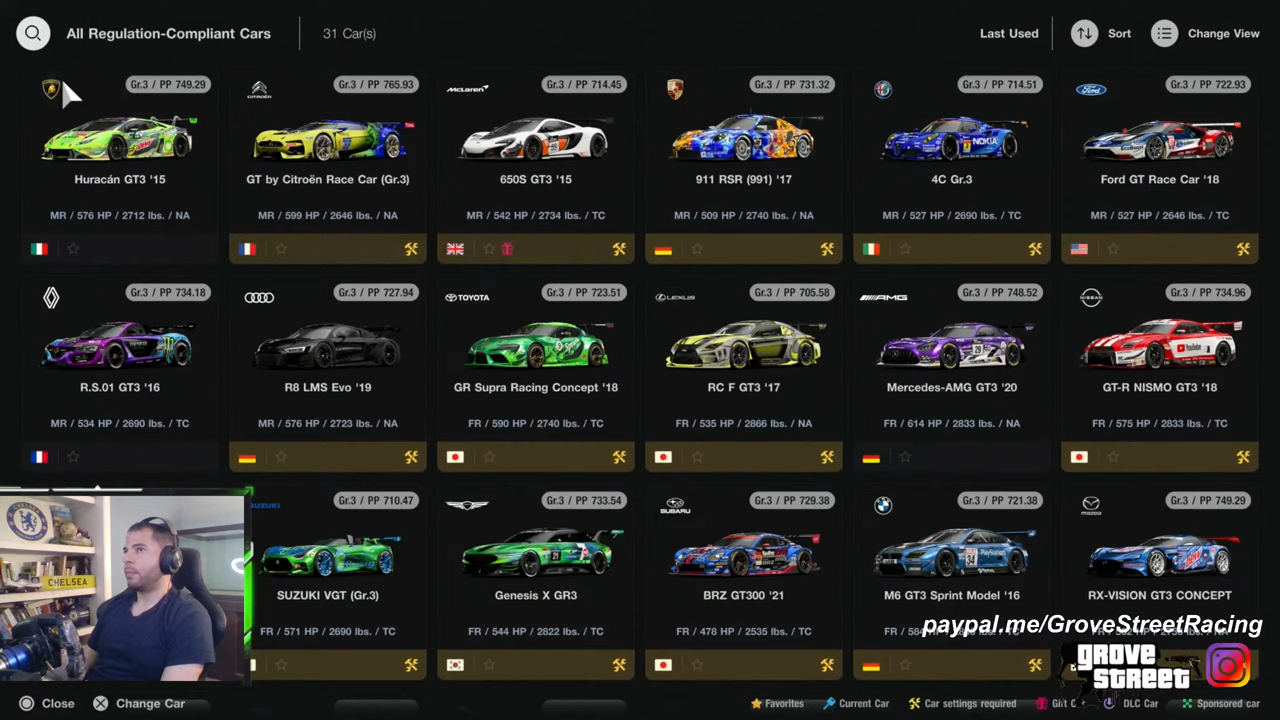 All Regulation-Compliant Cars
31 Car(s)
Last Used
Sort
Change View
Gr.3 / PP 749.29
Huracán GT3 '15
MR / 576 HP / 2712 lbs. / NA
CITROËN
Gr.3 / PP 765.93
GT by Citroën Race Car (Gr.3)
MR / 599 HP / 2646 lbs. / NA
McLaren
Gr.3 / PP 714.45
650S GT3 '15
MR / 542 HP / 2734 lbs. / TC
Gr.3 / PP 731.32
911 RSR (991) '17
MR / 509 HP / 2740 lbs. / NA
Gr.3 / PP 714.51
NOKIA
4C Gr.3
MR / 527 HP / 2690 lbs. / TC
Ford
Gr.3 / PP 722.93
Ford GT Race Car '18
MR / 527 HP / 2646 lbs. / TC
Gr.3 / PP 734.18
R.S.01 GT3 '16
MR / 534 HP / 2690 lbs. / TC
Gr.3 / PP 727.94
R8 LMS Evo '19
MR / 576 HP / 2723 lbs. / NA
TOYOTA
Gr.3 / PP 723.51
GR Supra Racing Concept '18
FR / 590 HP / 2740 lbs. / TC
LEXUS
Gr.3 / PP 705.58
RC F GT3 '17
FR / 535 HP / 2866 lbs. / NA
AMG
Gr.3 / PP 748.52
Mercedes-AMG GT3 '20
FR / 614 HP / 2833 lbs. / NA
NISSAN
Gr.3 / PP 734.96
YouTube
GT-R NISMO GT3 '18
FR / 575 HP / 2833 lbs. / TC
CHELSEA
SUZUKI
Gr.3 / PP 710.47
SUZUKI VGT (Gr.3)
FR / 571 HP / 2690 lbs. / TC
Gr.3 / PP 733.54
21
Genesis X GR3
FR / 544 HP / 2822 lbs. / TC
SUBARU
Gr.3 / PP 729.38
BRZ GT300 '21
FR / 478 HP / 2535 lbs. / TC
Gr.3 / PP 721.38
PlayStation
34
M6 GT3 Sprint Model '16
mazda
Gr.3 / PP 749.29
RX-VISION GT3 CONCEPT
paypal.me/GroveStreetRacing
grove
street
Close
Change Car
Favorites
Current Car
Car settings required
DLC Car
Sponsored car